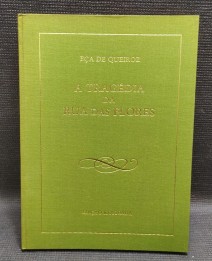 EÇA DE QUEIROZ
A TRAGÉDIA
DA
RUA DAS FLORES